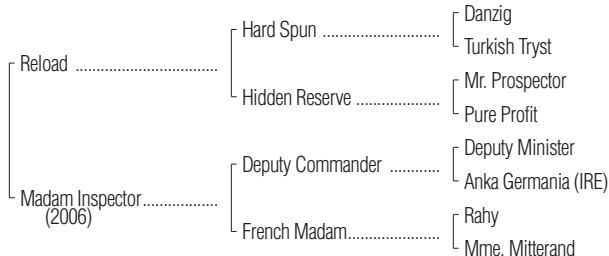 Danzig
Hard Spun ........................
Turkish Tryst
Reload .................................
Mr. Prospector
Hidden Reserve ...................
Pure Profit
Deputy Minister
Deputy Commander ............
Anka Germania (IRE)
Madam Inspector.................
(2006)
Rahy
French Madam......................
Mme. Mitterand